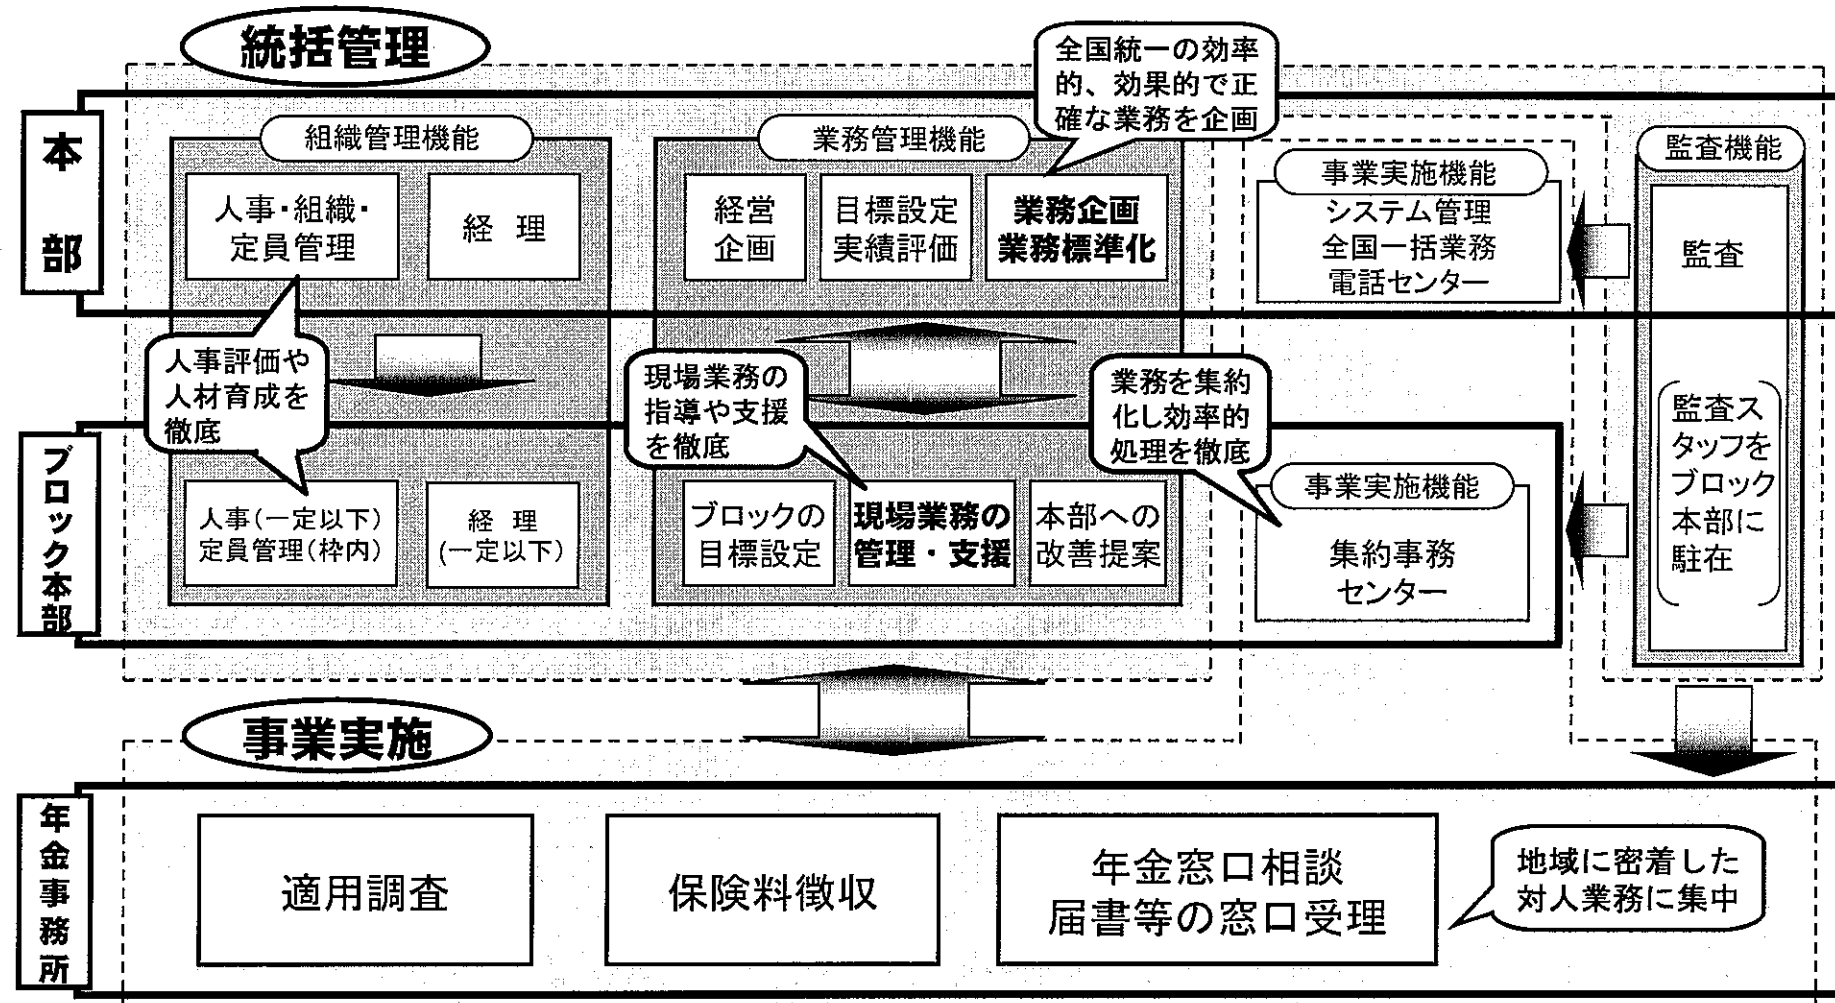 統括管理
全国統一の効率
的、効果的で正
確な業務を企画
本部
組織管理機能
人事・組織・
定員管理
経 理
業務管理機能
経営
企画
目標設定
実績評価
業務企画
業務標準化
事業実施機能
システム管理
全国一括業務
電話センター
監査機能
監査
監査ス
タッフを
ブロック
本部に
駐在
人事評価や
人材育成を
徹底
現場業務の
指導や支援
を徹底
業務を集約
化し効率的
処理を徹底
ブロック本部
人事(一定以下)
定員管理(枠内)
経 理
(一定以下)
ブロックの
目標設定
現場業務の
管理・支援
本部への
改善提案
事業実施機能
集約事務
センター
事業実施
年金事務所
適用調査
保険料徴収
年金窓口相談
届書等の窓口受理
地域に密着した
対人業務に集中